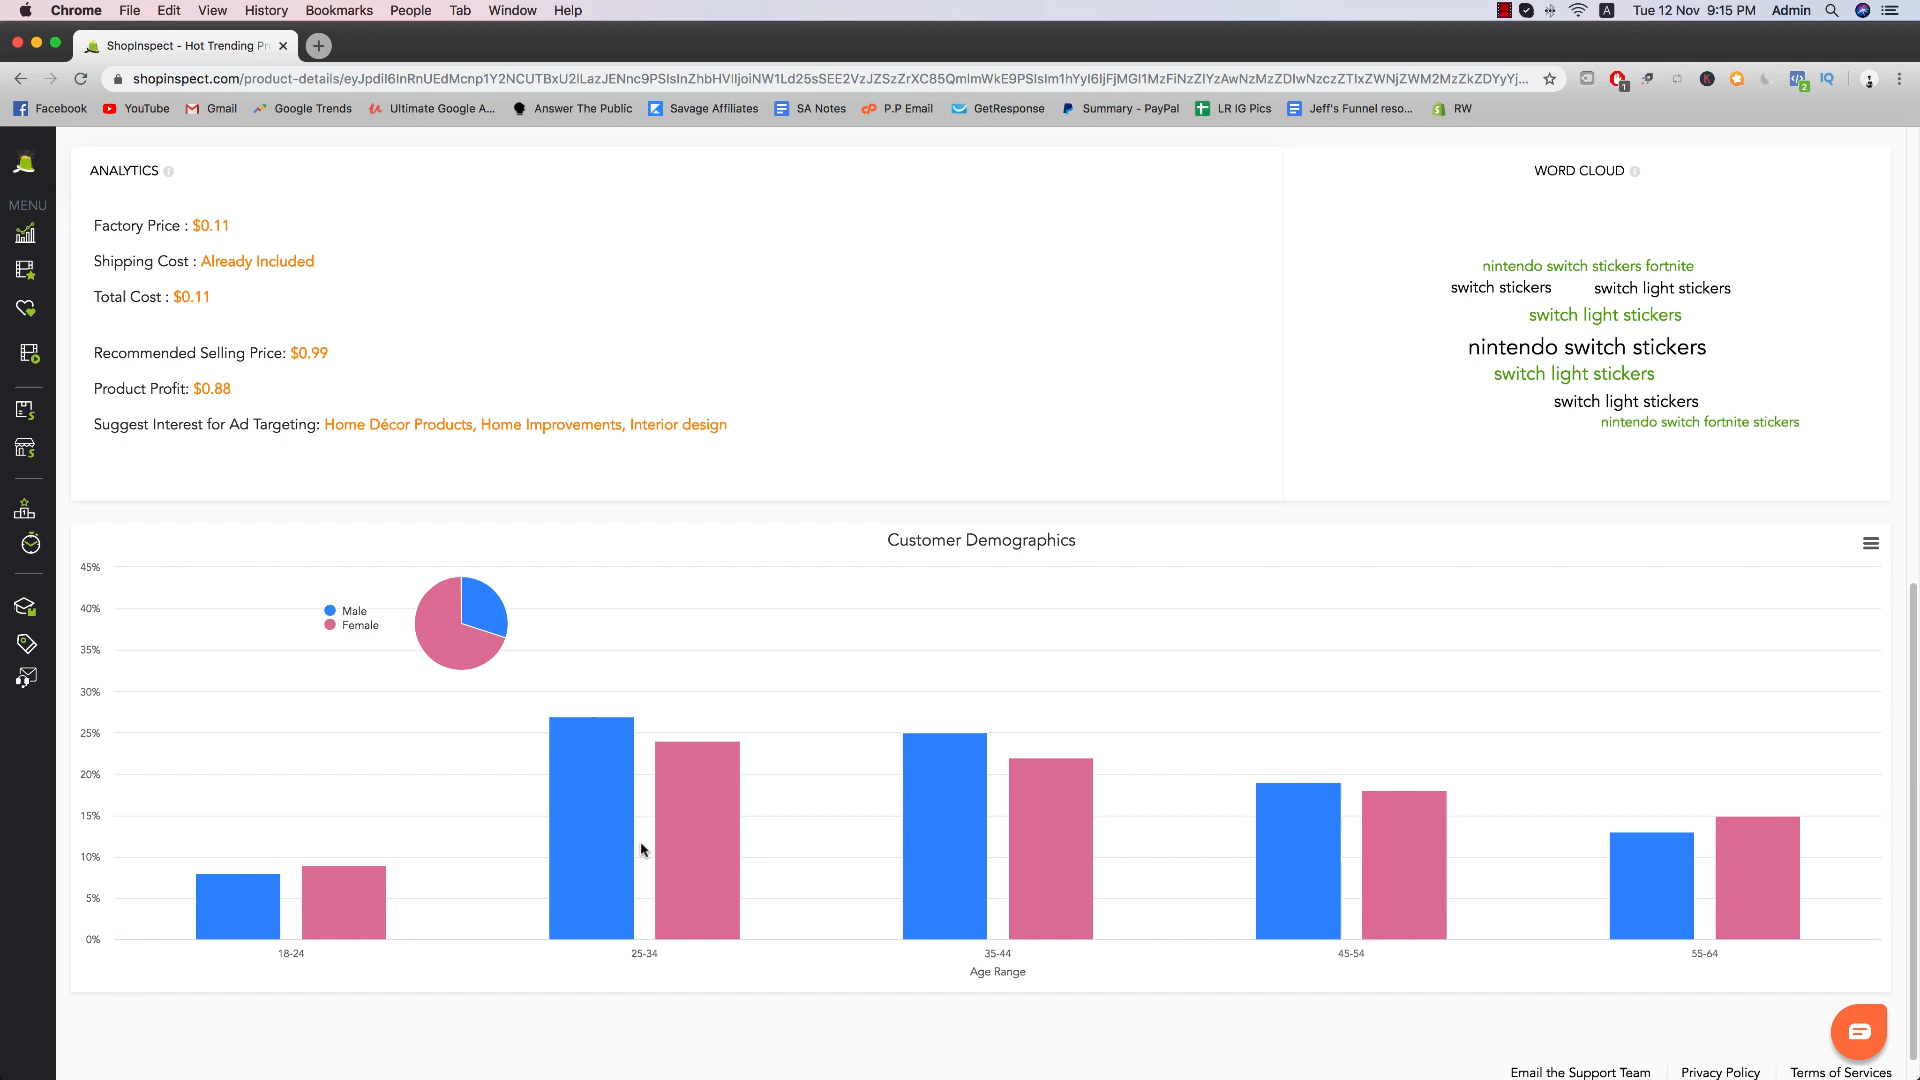 Chrome File Edit View History Bookmarks People Tab Window Help
A Tue 12 Nov 9:15 PM Admin
ShopInspect - Hot Trending Pr
shopinspect.com/product-details/
Facebook YouTube Gmail Google Trends Ultimate Google A... Answer The Public Savage Affiliates SA Notes P.P Email GetResponse Summary - PayPal LR IG Pics Jeff's Funnel reso... RW
MENU
ANALYTICS
Factory Price : $0.11
Shipping Cost : Already Included
Total Cost : $0.11
Recommended Selling Price: $0.99
Product Profit: $0.88
Suggest Interest for Ad Targeting: Home Décor Products, Home Improvements, Interior design
WORD CLOUD
nintendo switch stickers fortnite
switch stickers switch light stickers
switch light stickers
nintendo switch stickers
switch light stickers
switch light stickers
nintendo switch fortnite stickers
Customer Demographics
45%
40%
35%
30%
25%
20%
15%
10%
5%
0%
Male
Female
18-24 25-34 35-44 45-54 55-64
Age Range
Email the Support Team Privacy Policy Terms of Services